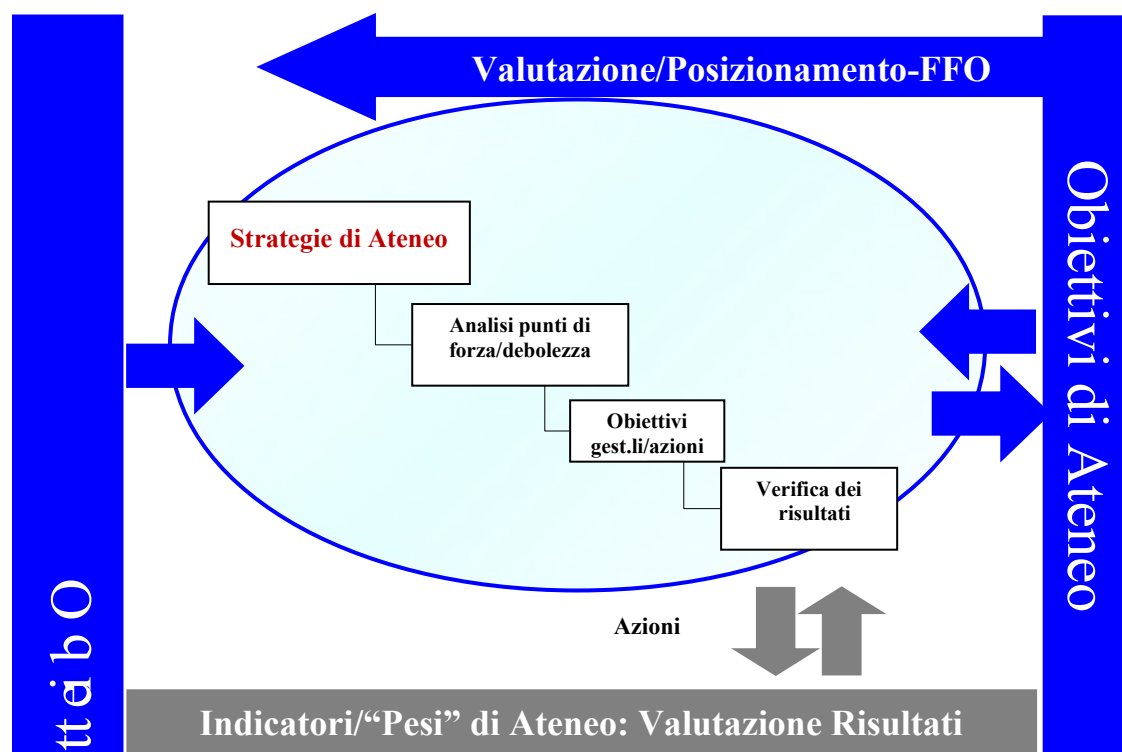 Valutazione/Posizionamento-FFO
Strategie di Ateneo
Analisi punti di
forza/debolezza
Obiettivi
gest.li/azioni
Verifica dei
risultati
Obiettivi di Ateneo
Azioni
Indicatori/“Pesi” di Ateneo: Valutazione Risultati